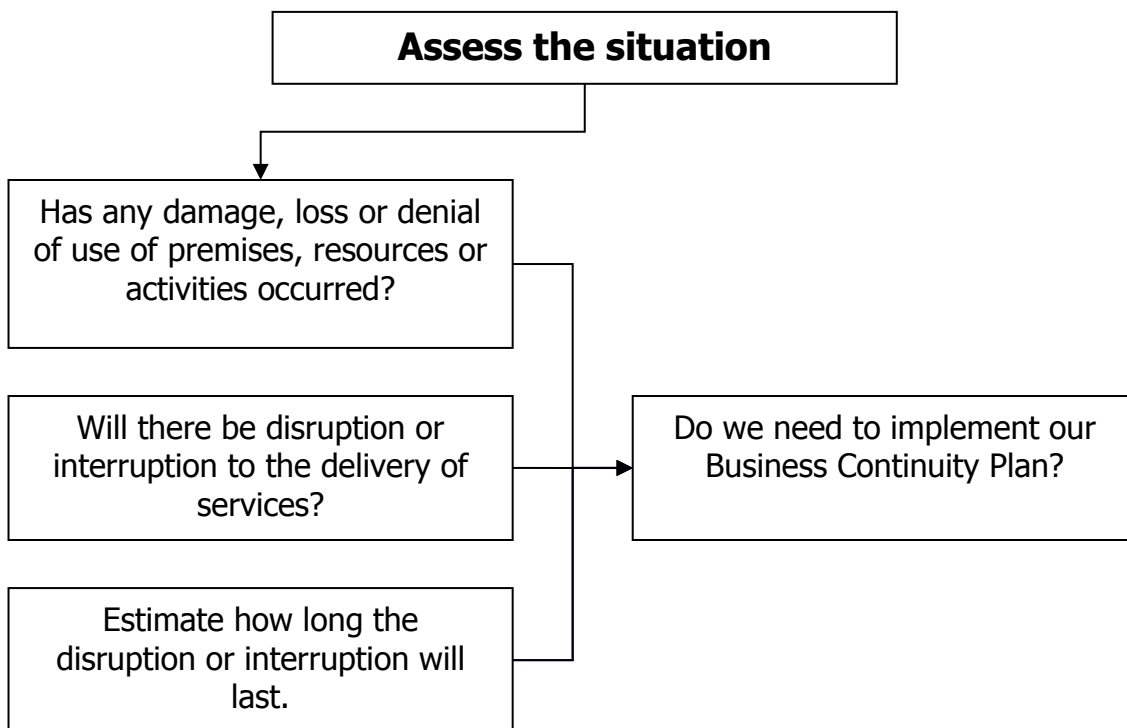 Assess the situation
Has any damage, loss or denial
of use of premises, resources or
activities occurred?
Will there be disruption or
interruption to the delivery of
services?
Do we need to implement our
Business Continuity Plan?
Estimate how long the
disruption or interruption will
last.